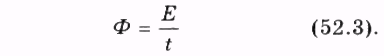 Φ = E/t (52.3).